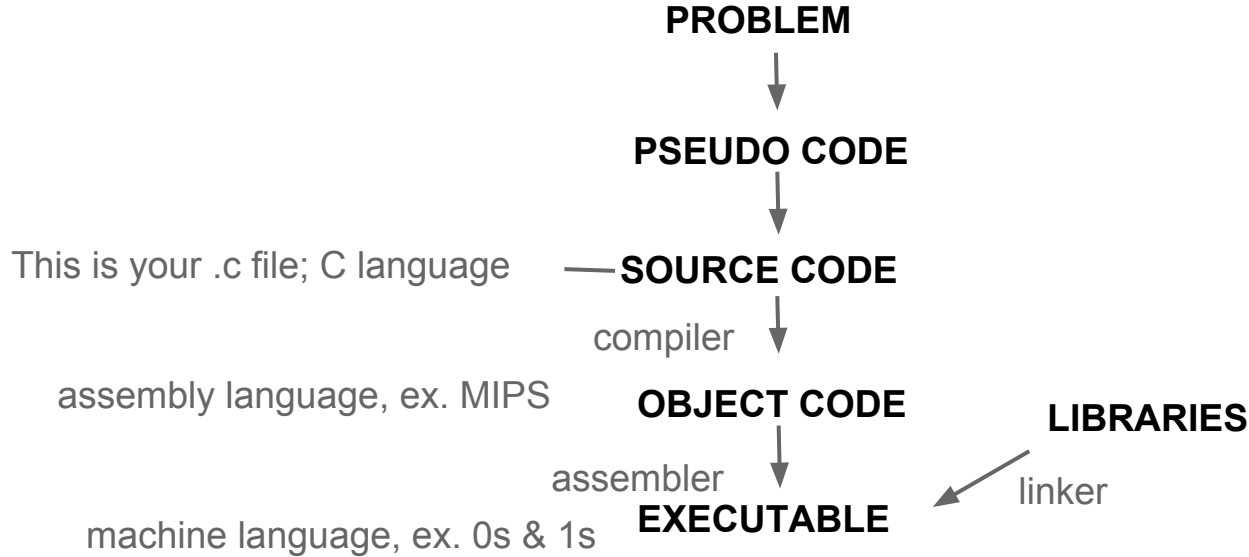 PROBLEM
PSEUDO CODE
This is your .c file; C language
SOURCE CODE
compiler
assembly language, ex. MIPS
OBJECT CODE
LIBRARIES
assembler
linker
machine language, ex. 0s & 1s
EXECUTABLE